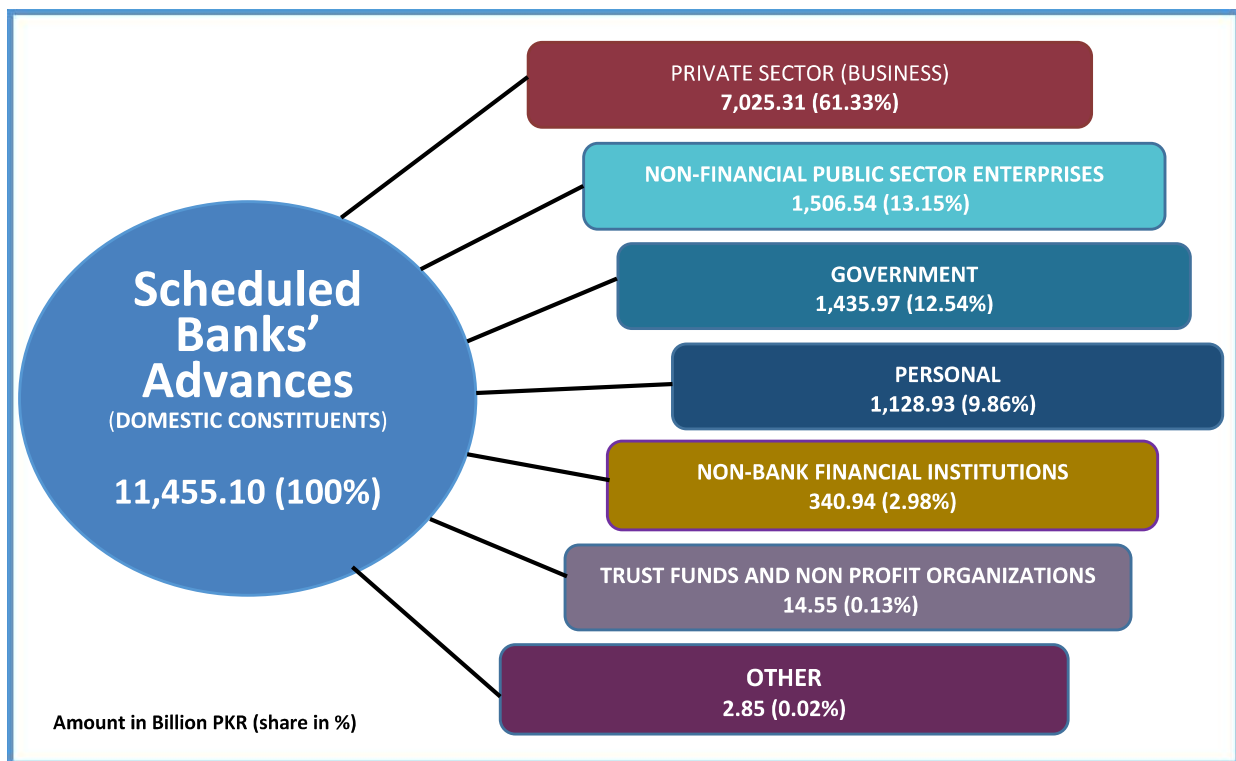 Scheduled
Banks’
Advances
(DOMESTIC CONSTITUENTS)
11,455.10 (100%)
PRIVATE SECTOR (BUSINESS)
7,025.31 (61.33%)
NON-FINANCIAL PUBLIC SECTOR ENTERPRISES
1,506.54 (13.15%)
GOVERNMENT
1,435.97 (12.54%)
PERSONAL
1,128.93 (9.86%)
NON-BANK FINANCIAL INSTITUTIONS
340.94 (2.98%)
TRUST FUNDS AND NON PROFIT ORGANIZATIONS
14.55 (0.13%)
OTHER
2.85 (0.02%)
Amount in Billion PKR (share in %)